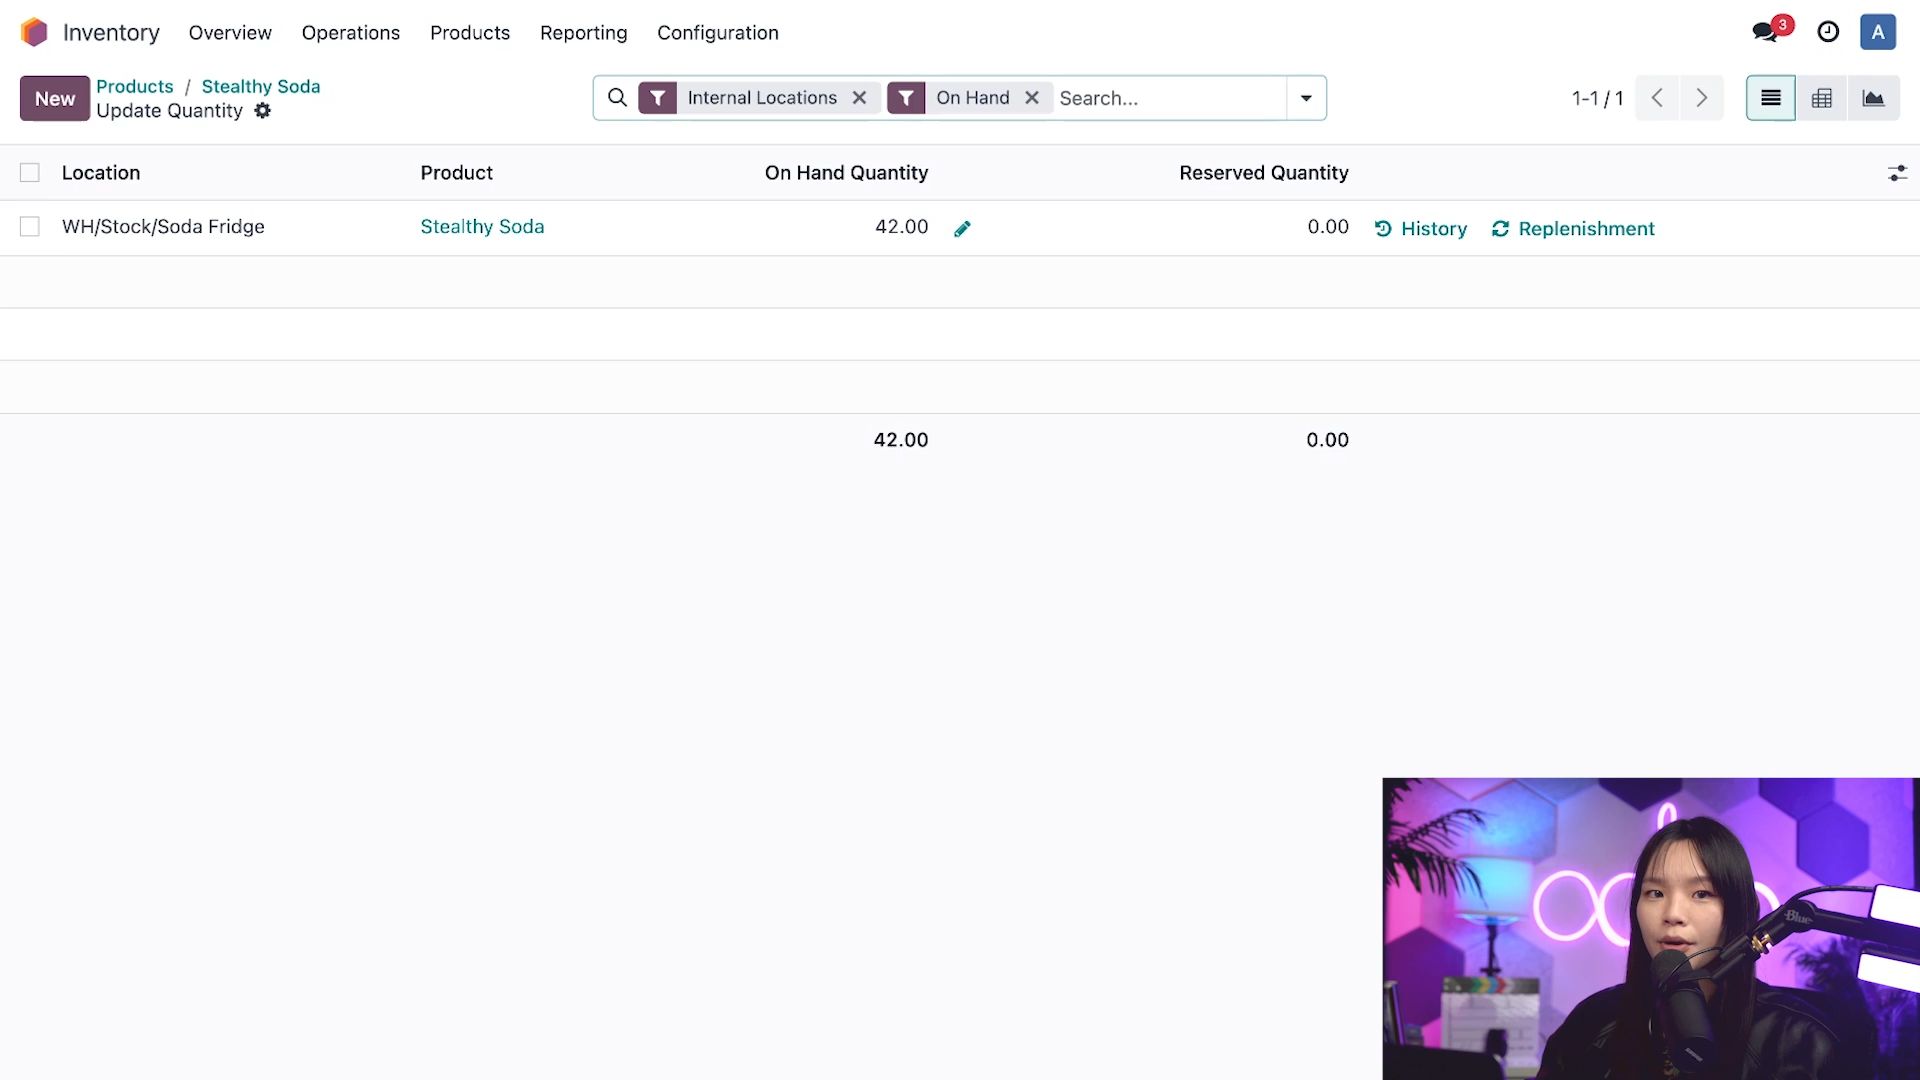 Inventory Overview Operations Products Reporting Configuration 3 A
New Products / Stealthy Soda Internal Locations On Hand Search... 1-1 / 1
Update Quantity
Location Product On Hand Quantity Reserved Quantity
WH/Stock/Soda Fridge Stealthy Soda 42.00 0.00 History Replenishment
42.00 0.00
Blue